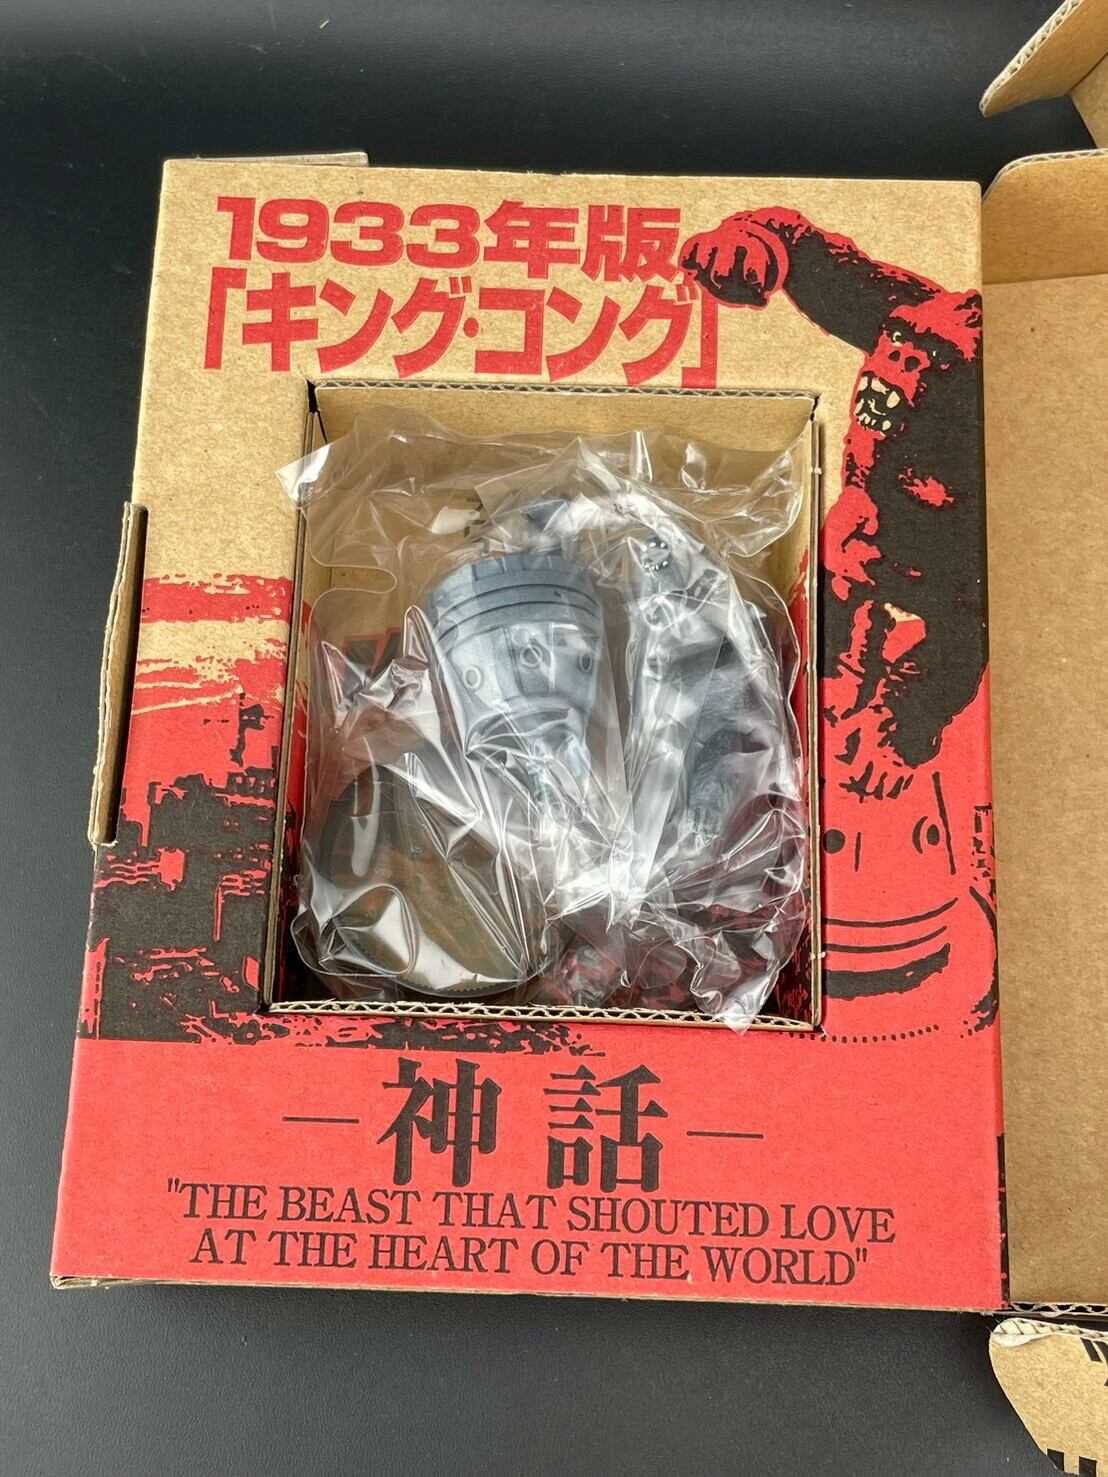 1933年版
「キング・コング」
—神話—
"THE BEAST THAT SHOUTED LOVE
AT THE HEART OF THE WORLD"